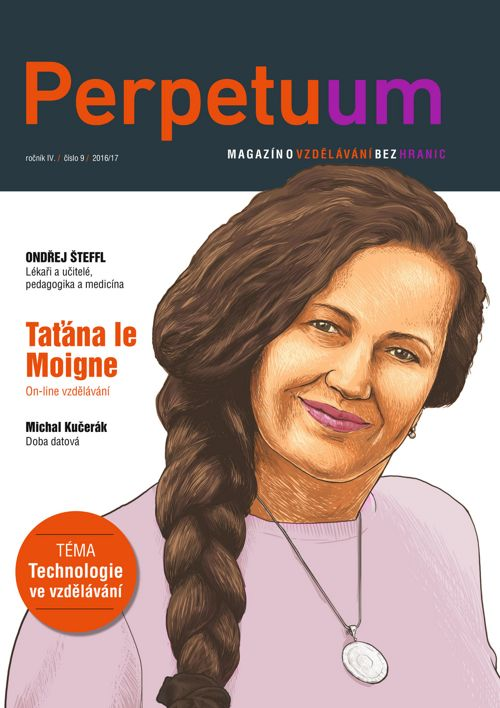 Perpetuum
ročník IV. / číslo 9 / 2016/17
MAGAZÍN O VZDĚLÁVÁNÍ BEZ HRANIC
ONDŘEJ ŠTEFFL
Lékaři a učitelé,
pedagogika a medicína
Taťána le
Moigne
On-line vzdělávání
Michal Kučerák
Doba datová
TÉMA
Technologie
ve vzdělávání